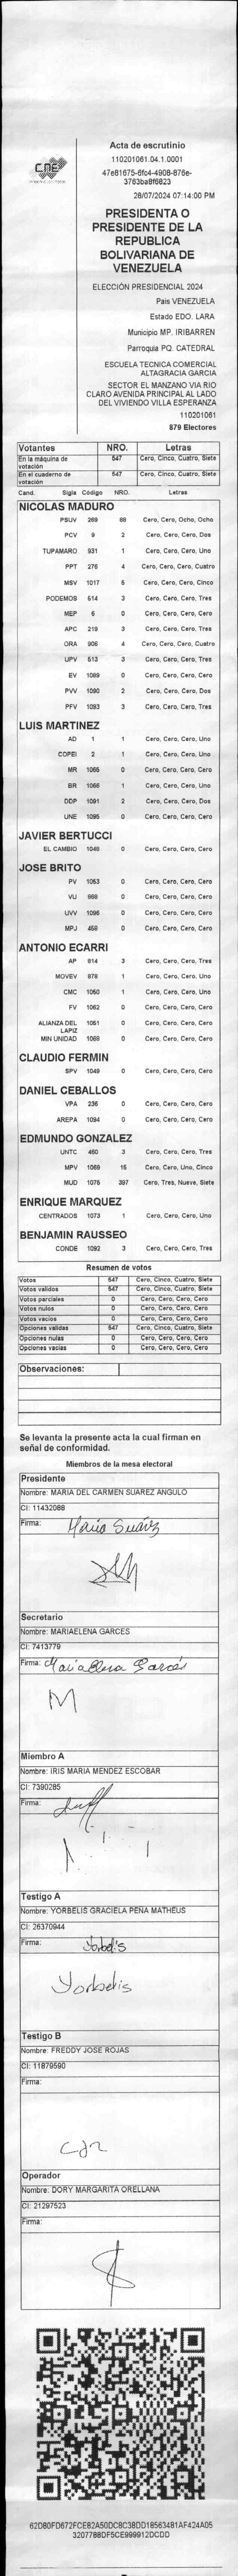 CNE
Acta de escrutinio
110201061.04.1.0001
47e81675-6fc4-4908-876e-
3763ba8f6823
28/07/2024 07:14:00 PM
PRESIDENTA O
PRESIDENTE DE LA
REPUBLICA
BOLIVARIANA DE
VENEZUELA
ELECCIÓN PRESIDENCIAL 2024
Pais VENEZUELA
Estado EDO. LARA
Municipio MP. IRIBARREN
Parroquia PQ. CATEDRAL
ESCUELA TECNICA COMERCIAL
ALTAGRACIA GARCIA
SECTOR EL MANZANO VIA RIO
CLARO AVENIDA PRINCIPAL AL LADO
DEL VIVIENDO VILLA ESPERANZA
110201061
879 Electores
Votantes NRO. Letras
En la máquina de votación 547 Cero, Cinco, Cuatro, Siete
En el cuaderno de votación 547 Cero, Cinco, Cuatro, Siete
Cand. Sigla Código NRO. Letras
NICOLAS MADURO
PSUV 269 88 Cero, Cero, Ocho, Ocho
PCV 9 2 Cero, Cero, Cero, Dos
TUPAMARO 931 1 Cero, Cero, Cero, Uno
PPT 276 4 Cero, Cero, Cero, Cuatro
MSV 1017 5 Cero, Cero, Cero, Cinco
PODEMOS 514 3 Cero, Cero, Cero, Tres
MEP 6 0 Cero, Cero, Cero, Cero
APC 219 3 Cero, Cero, Cero, Tres
ORA 906 4 Cero, Cero, Cero, Cuatro
UPV 513 3 Cero, Cero, Cero, Tres
EV 1089 0 Cero, Cero, Cero, Cero
PVV 1090 2 Cero, Cero, Cero, Dos
PFV 1093 3 Cero, Cero, Cero, Tres
LUIS MARTINEZ
AD 1 1 Cero, Cero, Cero, Uno
COPEI 2 1 Cero, Cero, Cero, Uno
MR 1065 0 Cero, Cero, Cero, Cero
BR 1066 1 Cero, Cero, Cero, Uno
DDP 1091 2 Cero, Cero, Cero, Dos
UNE 1095 0 Cero, Cero, Cero, Cero
JAVIER BERTUCCI
EL CAMBIO 1048 0 Cero, Cero, Cero, Cero
JOSE BRITO
PV 1053 0 Cero, Cero, Cero, Cero
VU 868 0 Cero, Cero, Cero, Cero
UVV 1096 0 Cero, Cero, Cero, Cero
MPJ 458 0 Cero, Cero, Cero, Cero
ANTONIO ECARRI
AP 814 3 Cero, Cero, Cero, Tres
MOVEV 978 1 Cero, Cero, Cero, Uno
CMC 1050 1 Cero, Cero, Cero, Uno
FV 1062 0 Cero, Cero, Cero, Cero
ALIANZA DEL LAPIZ 1051 0 Cero, Cero, Cero, Cero
MIN UNIDAD 1069 0 Cero, Cero, Cero, Cero
CLAUDIO FERMIN
SPV 1049 0 Cero, Cero, Cero, Cero
DANIEL CEBALLOS
VPA 236 0 Cero, Cero, Cero, Cero
AREPA 1094 0 Cero, Cero, Cero, Cero
EDMUNDO GONZALEZ
UNTC 460 3 Cero, Cero, Cero, Tres
MPV 1069 15 Cero, Cero, Uno, Cinco
MUD 1075 397 Cero, Tres, Nueve, Siete
ENRIQUE MARQUEZ
CENTRADOS 1073 1 Cero, Cero, Cero, Uno
BENJAMIN RAUSSEO
CONDE 1092 3 Cero, Cero, Cero, Tres
Resumen de votos
Votos 547 Cero, Cinco, Cuatro, Siete
Votos validos 547 Cero, Cinco, Cuatro, Siete
Votos parciales 0 Cero, Cero, Cero, Cero
Votos nulos 0 Cero, Cero, Cero, Cero
Votos vacios 0 Cero, Cero, Cero, Cero
Opciones validas 547 Cero, Cinco, Cuatro, Siete
Opciones nulas 0 Cero, Cero, Cero, Cero
Opciones vacias 0 Cero, Cero, Cero, Cero
Observaciones:
Se levanta la presente acta la cual firman en
señal de conformidad.
Miembros de la mesa electoral
Presidente
Nombre: MARIA DEL CARMEN SUAREZ ANGULO
CI: 11432088
Firma: Maria Suárez
Secretario
Nombre: MARIAELENA GARCES
CI: 7413779
Firma: Mariaelena Garcés
M
Miembro A
Nombre: IRIS MARIA MENDEZ ESCOBAR
CI: 7390285
Firma:
Testigo A
Nombre: YORBELIS GRACIELA PEÑA MATHEUS
CI: 26370944
Firma: Yorbelis
Yorbelis
Testigo B
Nombre: FREDDY JOSE ROJAS
CI: 11879590
Firma:
Operador
Nombre: DORY MARGARITA ORELLANA
CI: 21297523
Firma:
62D80FD672FCE82A50DC8C38DD18563481AF424A05
320778BDF5CE999912DCDD